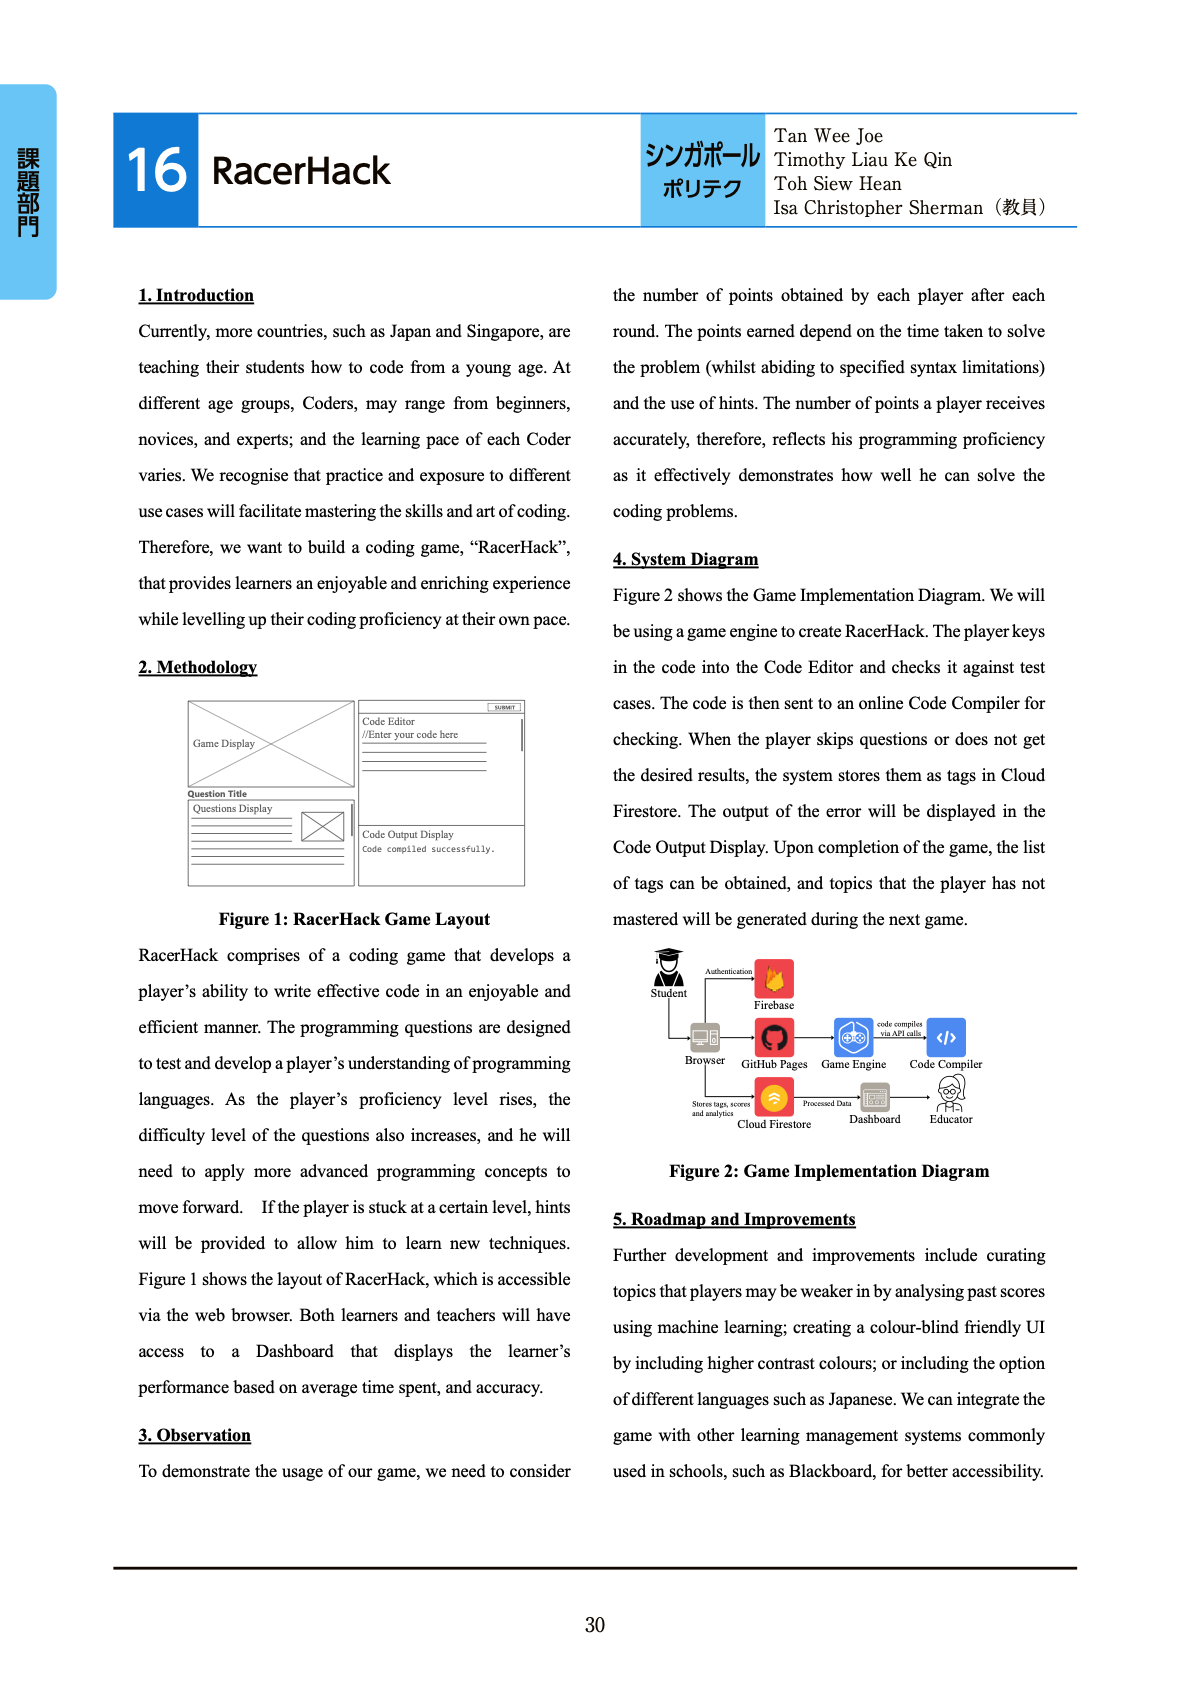 課題部門
16
RacerHack
シンガポール
ポリテク
Tan Wee Joe
Timothy Liau Ke Qin
Toh Siew Hean
Isa Christopher Sherman（教員）
1. Introduction
Currently, more countries, such as Japan and Singapore, are
teaching their students how to code from a young age. At
different age groups, Coders, may range from beginners,
novices, and experts; and the learning pace of each Coder
varies. We recognise that practice and exposure to different
use cases will facilitate mastering the skills and art of coding.
Therefore, we want to build a coding game, “RacerHack”,
that provides learners an enjoyable and enriching experience
while levelling up their coding proficiency at their own pace.
2. Methodology
Game Display
Question Title
Questions Display
SUBMIT
Code Editor
//Enter your code here
Code Output Display
Code compiled successfully.
Figure 1: RacerHack Game Layout
RacerHack comprises of a coding game that develops a
player’s ability to write effective code in an enjoyable and
efficient manner. The programming questions are designed
to test and develop a player’s understanding of programming
languages. As the player’s proficiency level rises, the
difficulty level of the questions also increases, and he will
need to apply more advanced programming concepts to
move forward. If the player is stuck at a certain level, hints
will be provided to allow him to learn new techniques.
Figure 1 shows the layout of RacerHack, which is accessible
via the web browser. Both learners and teachers will have
access to a Dashboard that displays the learner’s
performance based on average time spent, and accuracy.
3. Observation
To demonstrate the usage of our game, we need to consider
the number of points obtained by each player after each
round. The points earned depend on the time taken to solve
the problem (whilst abiding to specified syntax limitations)
and the use of hints. The number of points a player receives
accurately, therefore, reflects his programming proficiency
as it effectively demonstrates how well he can solve the
coding problems.
4. System Diagram
Figure 2 shows the Game Implementation Diagram. We will
be using a game engine to create RacerHack. The player keys
in the code into the Code Editor and checks it against test
cases. The code is then sent to an online Code Compiler for
checking. When the player skips questions or does not get
the desired results, the system stores them as tags in Cloud
Firestore. The output of the error will be displayed in the
Code Output Display. Upon completion of the game, the list
of tags can be obtained, and topics that the player has not
mastered will be generated during the next game.
Student
Authentication
Firebase
Browser
GitHub Pages
Game Engine
code compiles
via API calls
Code Compiler
Stores tags, scores
and analytics
Cloud Firestore
Processed Data
Dashboard
Educator
Figure 2: Game Implementation Diagram
5. Roadmap and Improvements
Further development and improvements include curating
topics that players may be weaker in by analysing past scores
using machine learning; creating a colour-blind friendly UI
by including higher contrast colours; or including the option
of different languages such as Japanese. We can integrate the
game with other learning management systems commonly
used in schools, such as Blackboard, for better accessibility.
30